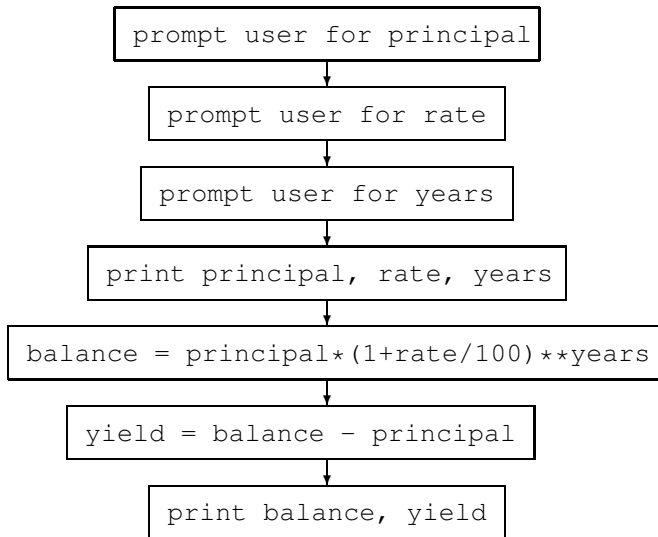 prompt user for principal
prompt user for rate
prompt user for years
print principal, rate, years
balance = principal*(1+rate/100)**years
yield = balance - principal
print balance, yield